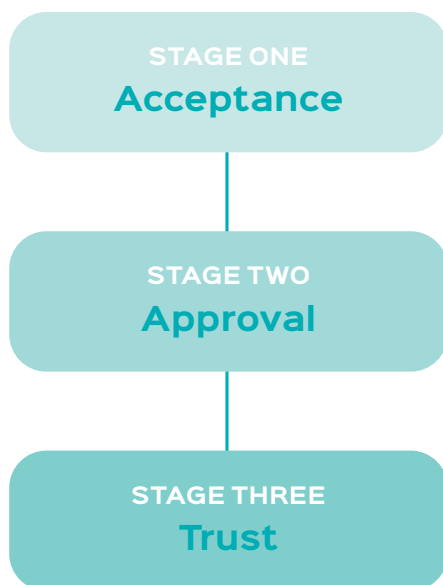 STAGE ONE
Acceptance
STAGE TWO
Approval
STAGE THREE
Trust